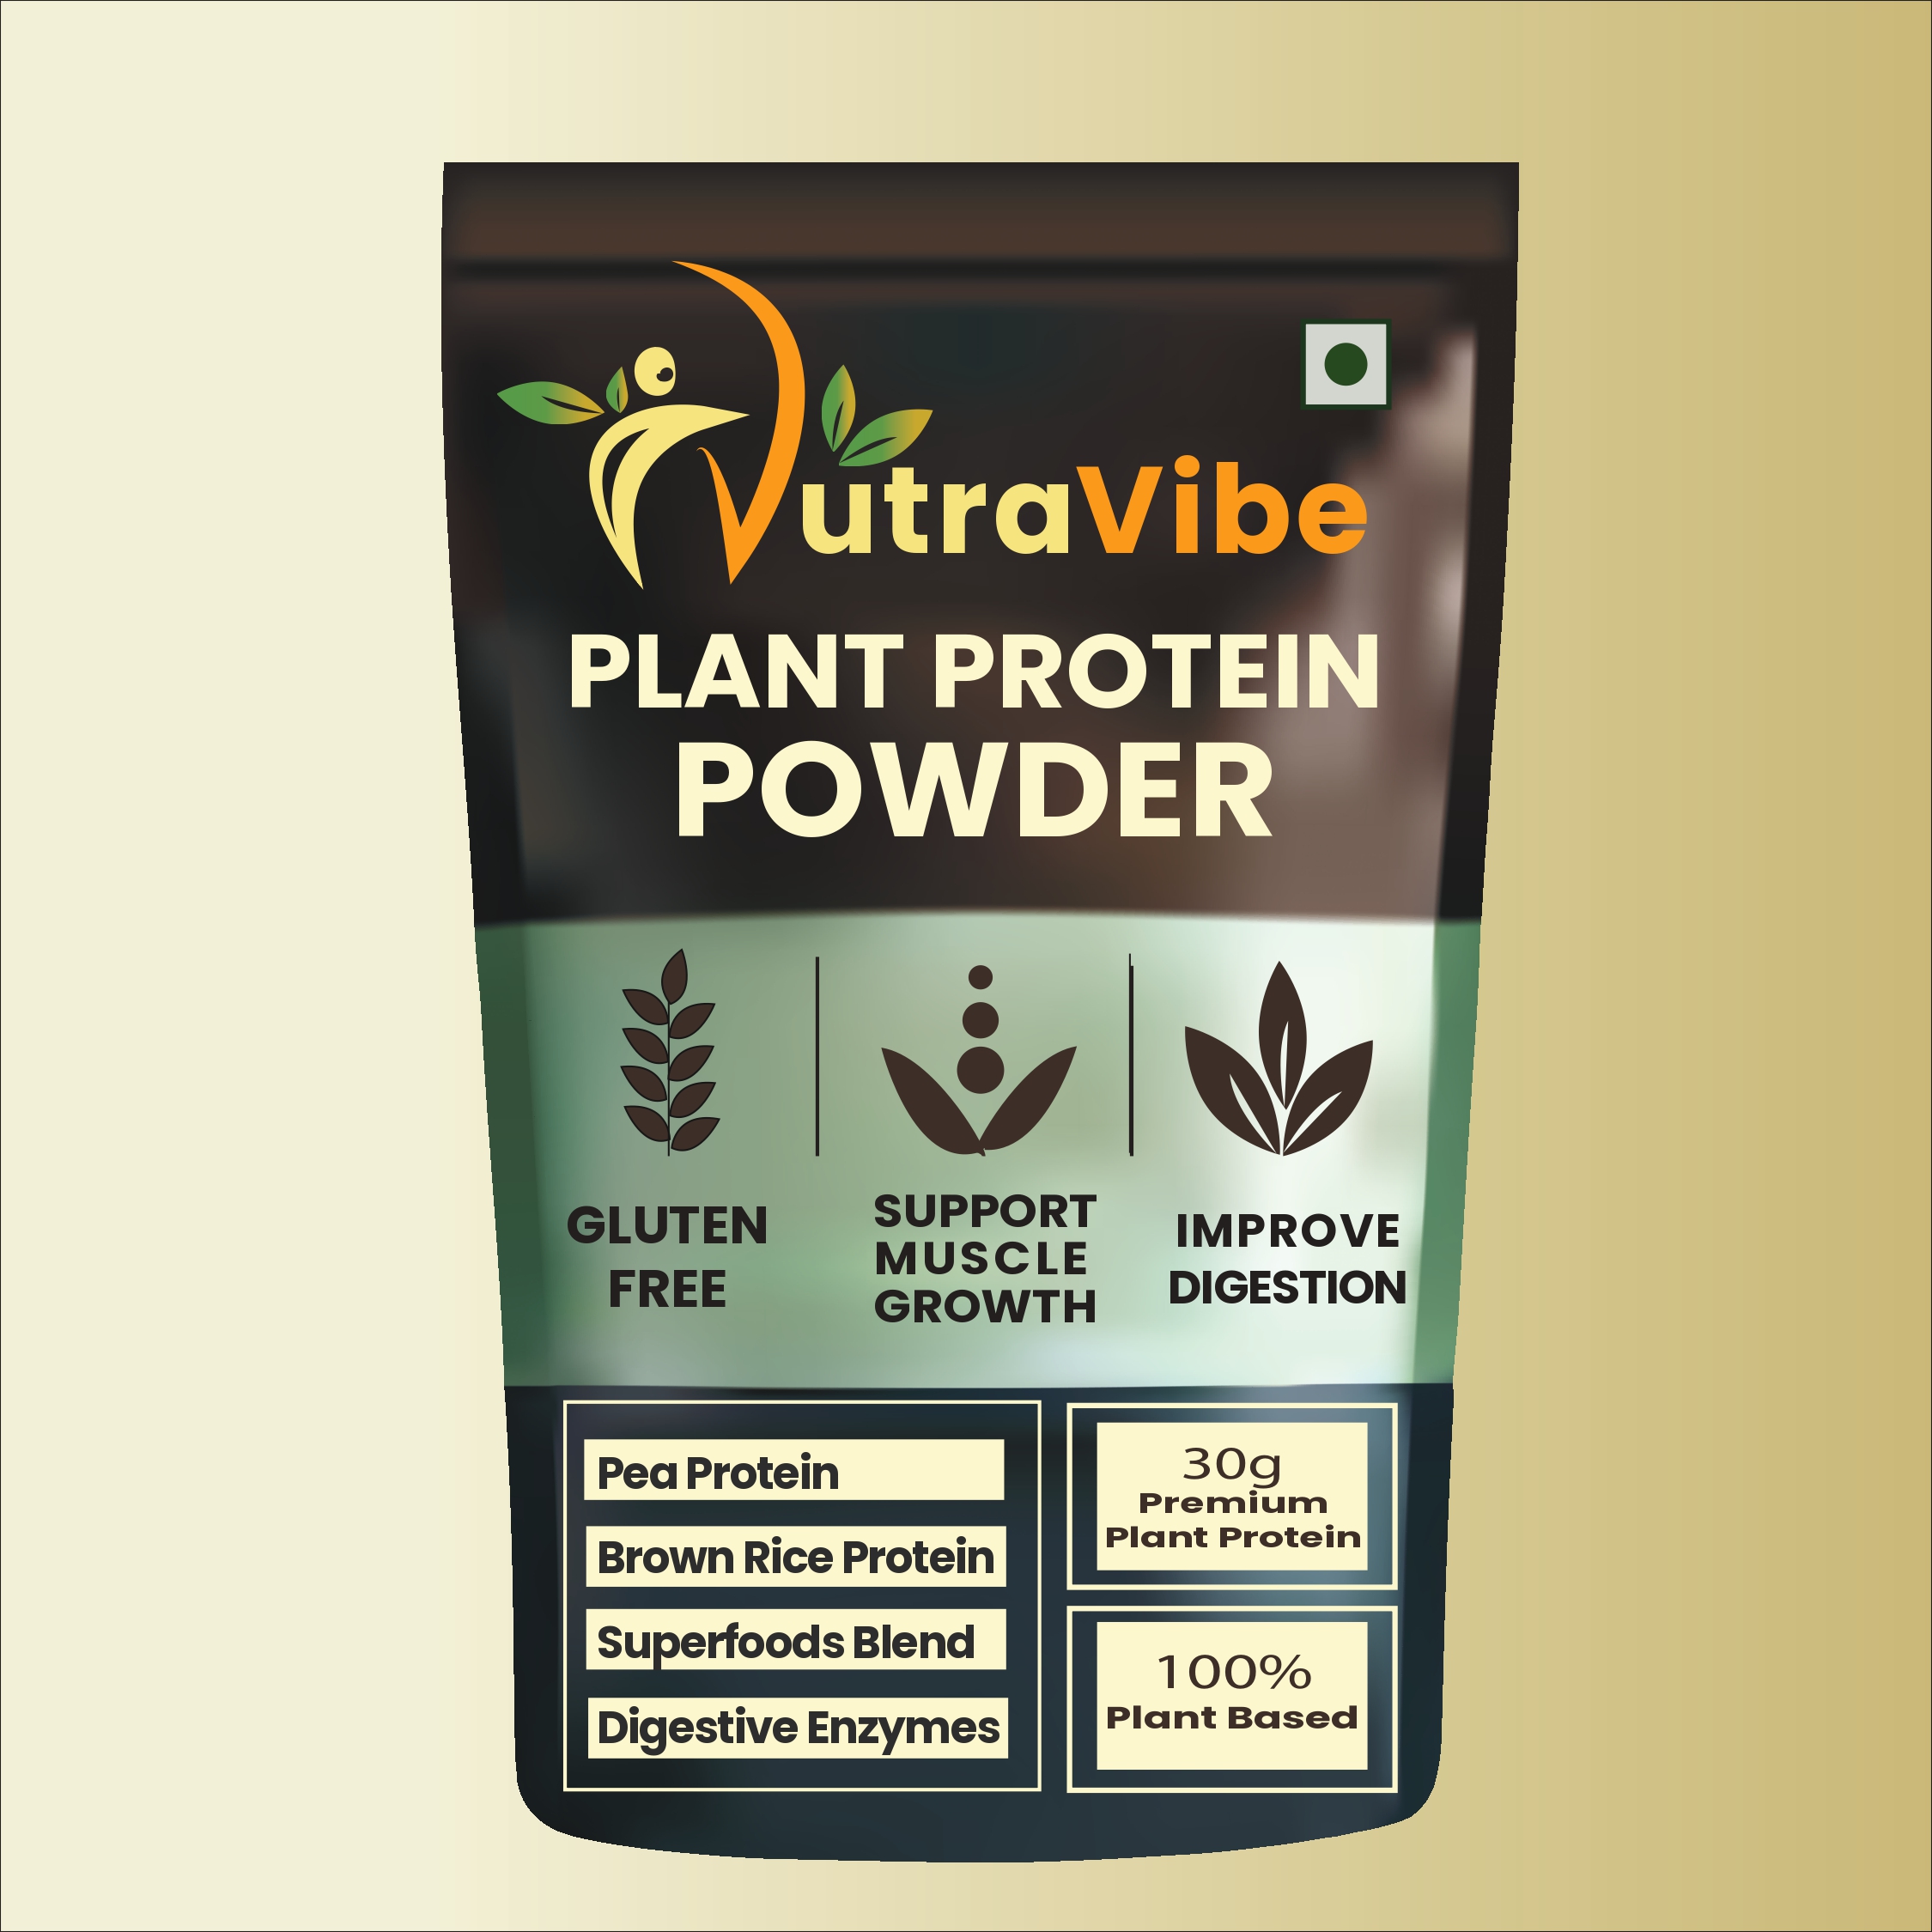 NutraVibe
PLANT PROTEIN
POWDER
GLUTEN
FREE
SUPPORT
MUSCLE
GROWTH
IMPROVE
DIGESTION
Pea Protein
Brown Rice Protein
Superfoods Blend
Digestive Enzymes
30g
Premium
Plant Protein
100%
Plant Based